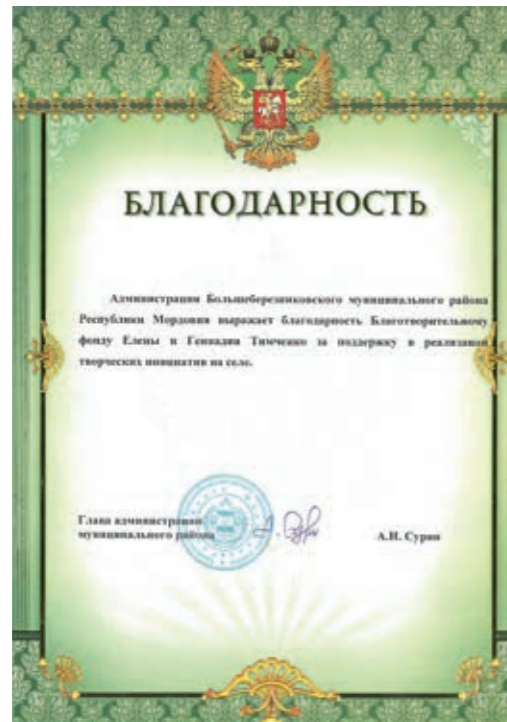 БЛАГОДАРНОСТЬ
Администрация Большеберезниковского муниципального района
Республики Мордовия выражает благодарность Благотворительному
фонду Елены и Геннадия Тимченко за поддержку в реализации
творческих инициатив на селе.
Глава администрации
муниципального района
А.И. Сурин